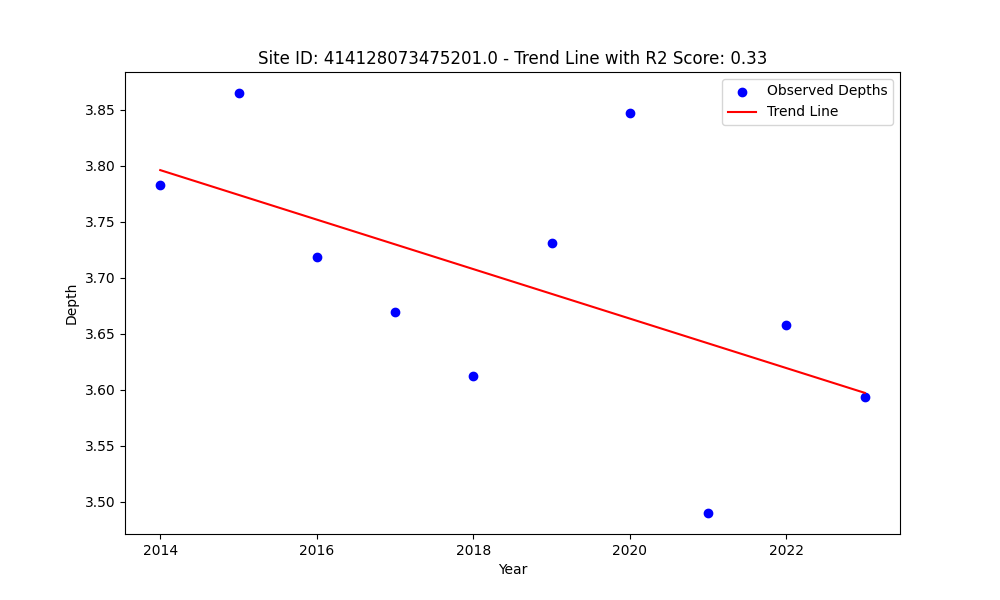 Site ID: 414128073475201.0 - Trend Line with R2 Score: 0.33
Observed Depths
Trend Line
3.85
3.80
3.75
3.70
3.65
3.60
3.55
3.50
Depth
2014
2016
2018
2020
2022
Year